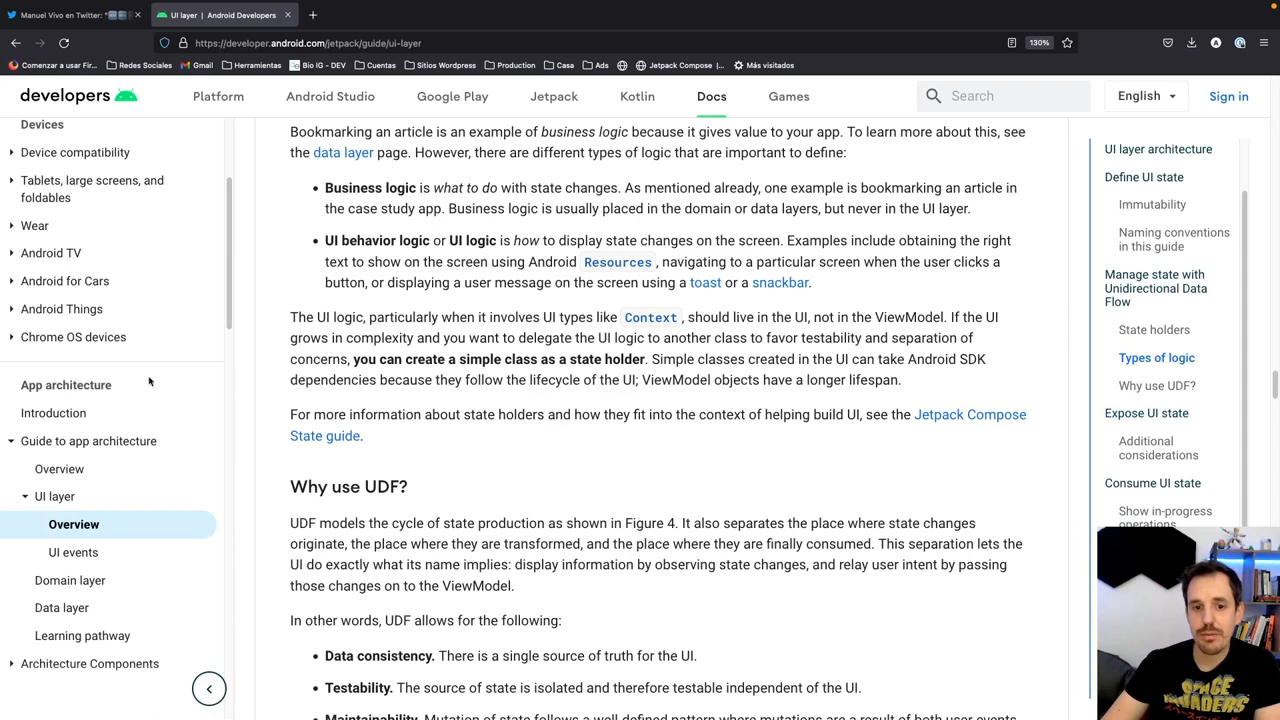 Manuel Vivo en Twitter: "
UI layer | Android Developers
https://developer.android.com/jetpack/guide/ui-layer
130%
Comenzar a usar Fir...
Redes Sociales
Gmail
Herramientas
Bio IG - DEV
Cuentas
Sitios Wordpress
Production
Casa
Ads
Jetpack Compose |...
Más visitados
developers
Platform
Android Studio
Google Play
Jetpack
Kotlin
Docs
Games
Search
English
Sign in
Devices
Device compatibility
Tablets, large screens, and
foldables
Wear
Android TV
Android for Cars
Android Things
Chrome OS devices
App architecture
Introduction
Guide to app architecture
Overview
UI layer
Overview
UI events
Domain layer
Data layer
Learning pathway
Architecture Components
Bookmarking an article is an example of business logic because it gives value to your app. To learn more about this, see
the data layer page. However, there are different types of logic that are important to define:
• Business logic is what to do with state changes. As mentioned already, one example is bookmarking an article in
the case study app. Business logic is usually placed in the domain or data layers, but never in the UI layer.
• UI behavior logic or UI logic is how to display state changes on the screen. Examples include obtaining the right
text to show on the screen using Android Resources, navigating to a particular screen when the user clicks a
button, or displaying a user message on the screen using a toast or a snackbar.
The UI logic, particularly when it involves UI types like Context, should live in the UI, not in the ViewModel. If the UI
grows in complexity and you want to delegate the UI logic to another class to favor testability and separation of
concerns, you can create a simple class as a state holder. Simple classes created in the UI can take Android SDK
dependencies because they follow the lifecycle of the UI; ViewModel objects have a longer lifespan.
For more information about state holders and how they fit into the context of helping build UI, see the Jetpack Compose
State guide.
Why use UDF?
UDF models the cycle of state production as shown in Figure 4. It also separates the place where state changes
originate, the place where they are transformed, and the place where they are finally consumed. This separation lets the
UI do exactly what its name implies: display information by observing state changes, and relay user intent by passing
those changes on to the ViewModel.
In other words, UDF allows for the following:
• Data consistency. There is a single source of truth for the UI.
• Testability. The source of state is isolated and therefore testable independent of the UI.
• Maintainability. Mutation of state follows a well-defined pattern where mutations are a result of both user events
UI layer architecture
Define UI state
Immutability
Naming conventions
in this guide
Manage state with
Unidirectional Data
Flow
State holders
Types of logic
Why use UDF?
Expose UI state
Additional
considerations
Consume UI state
Show in-progress
operations
SPACE
INVADERS